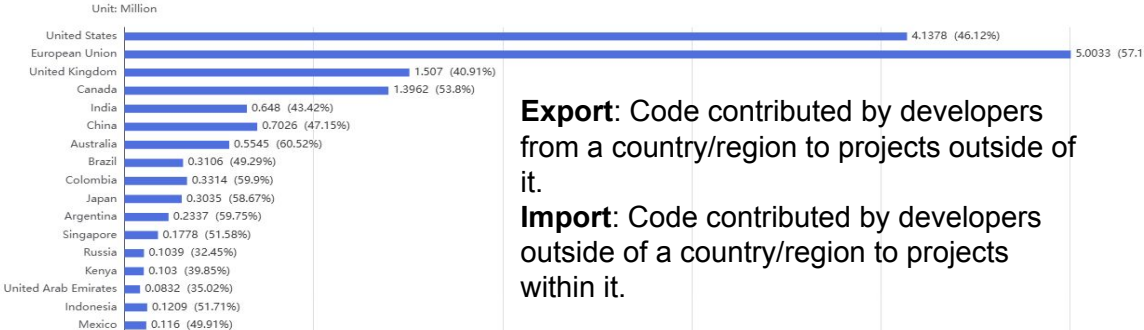 Unit: Million
United States 4.1378 (46.12%)
European Union 5.0033 (57.1
United Kingdom 1.507 (40.91%)
Canada 1.3962 (53.8%)
India 0.648 (43.42%)
China 0.7026 (47.15%)
Australia 0.5545 (60.52%)
Brazil 0.3106 (49.29%)
Colombia 0.3314 (59.9%)
Japan 0.3035 (58.67%)
Argentina 0.2337 (59.75%)
Singapore 0.1778 (51.58%)
Russia 0.1039 (32.45%)
Kenya 0.103 (39.85%)
United Arab Emirates 0.0832 (35.02%)
Indonesia 0.1209 (51.71%)
Mexico 0.116 (49.91%)
Export: Code contributed by developers
from a country/region to projects outside of
it.
Import: Code contributed by developers
outside of a country/region to projects
within it.